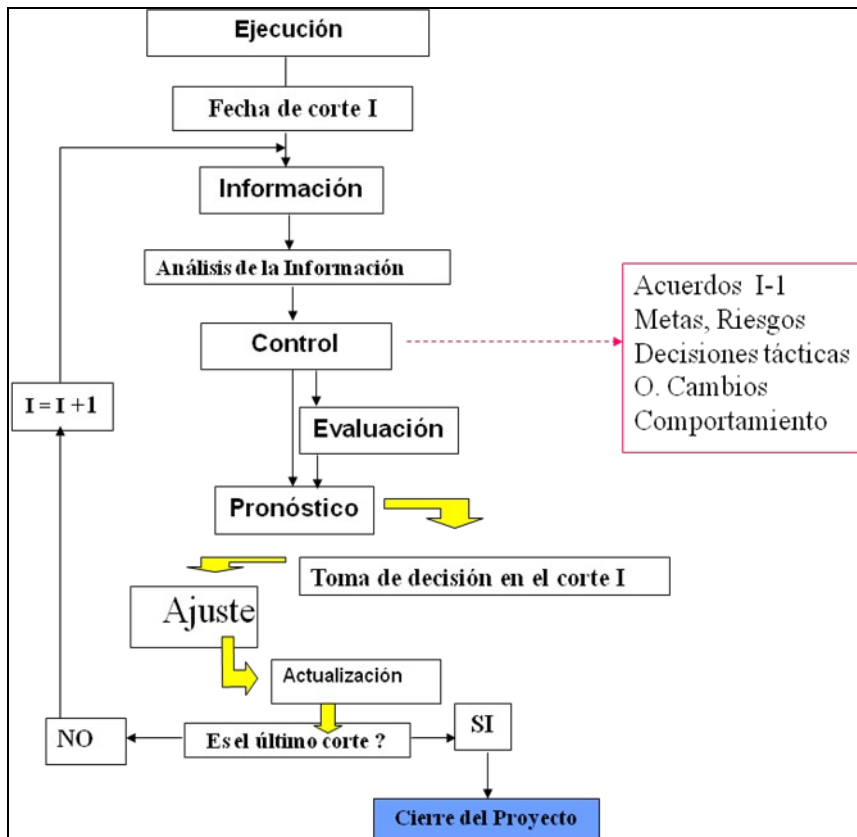 Ejecución
Fecha de corte I
Información
Análisis de la Información
Control
Acuerdos I-1
Metas, Riesgos
Decisiones tácticas
O. Cambios
Comportamiento
I = I +1
Evaluación
Pronóstico
Toma de decisión en el corte I
Ajuste
Actualización
NO
Es el último corte ?
SI
Cierre del Proyecto